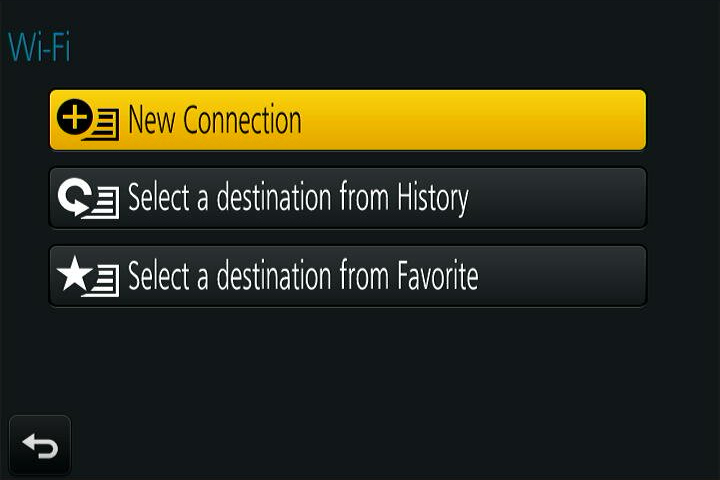 Wi-Fi
New Connection
Select a destination from History
Select a destination from Favorite